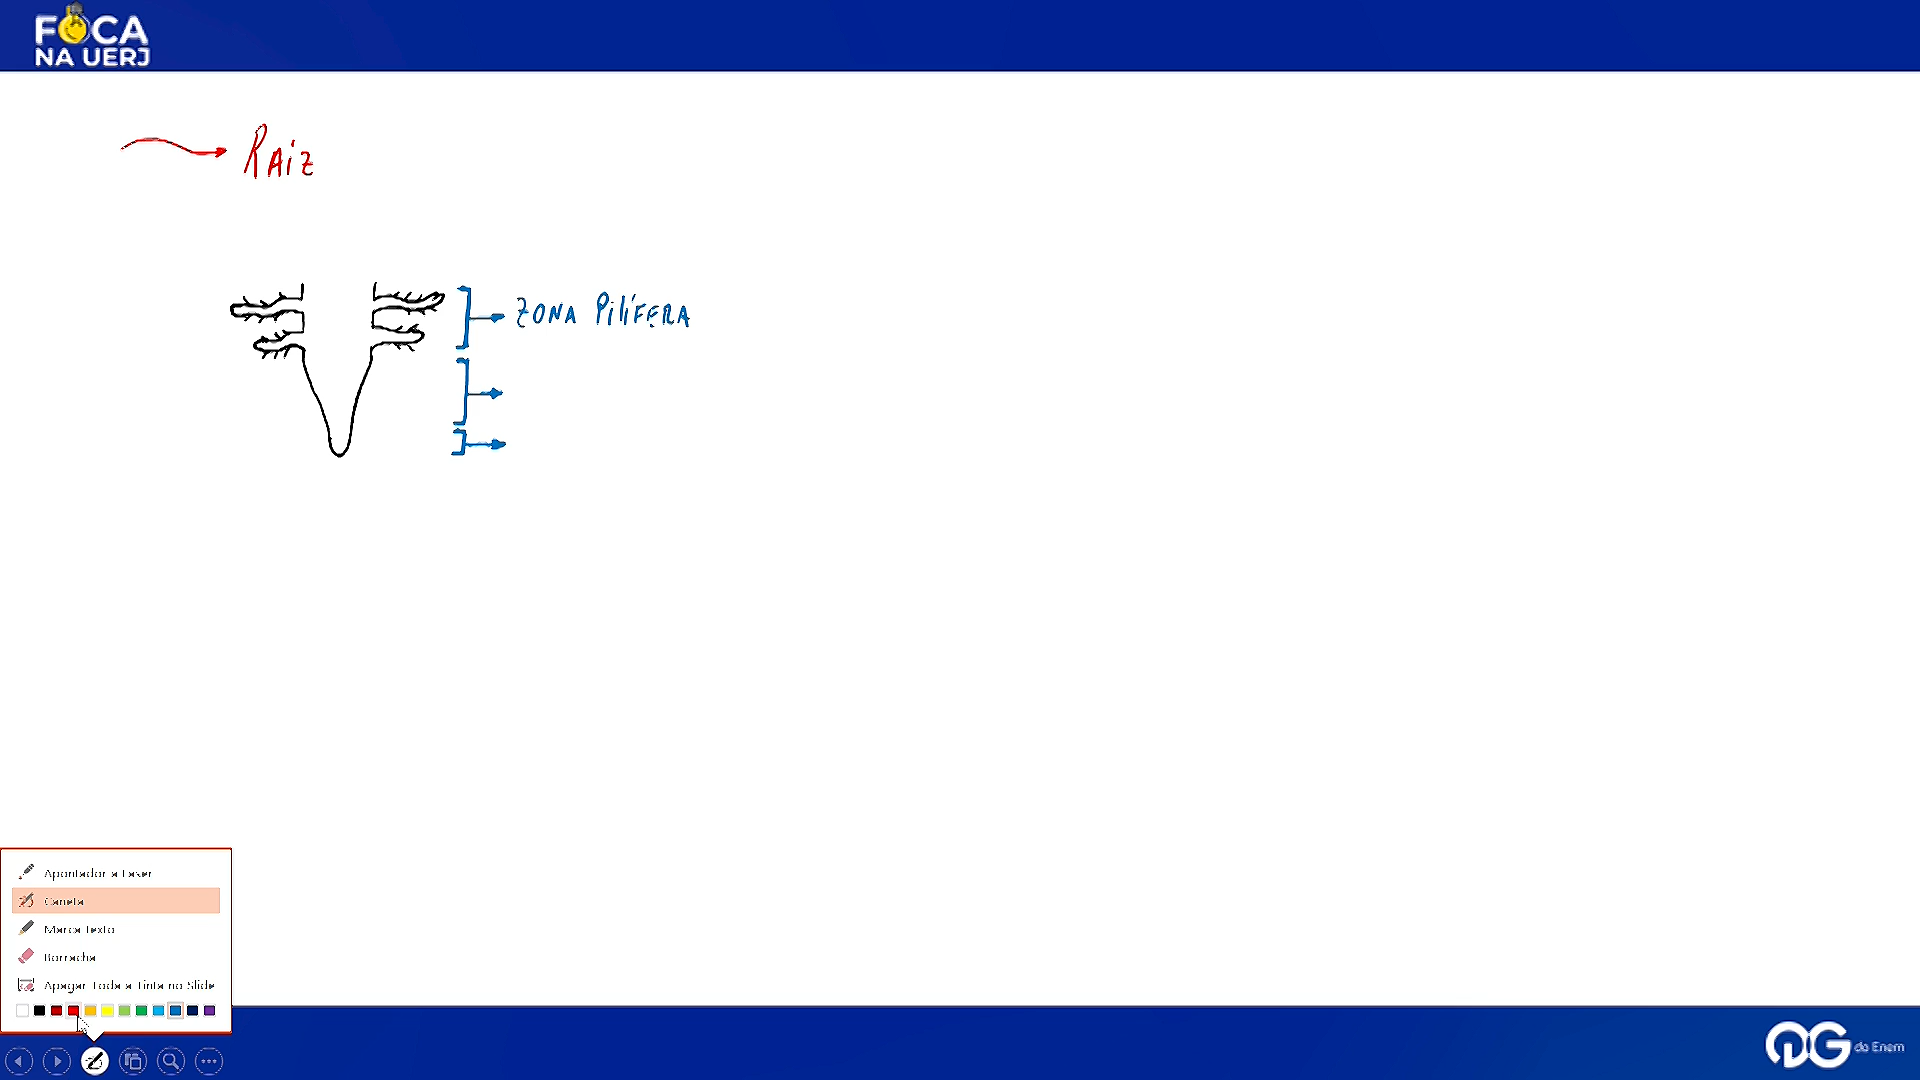 FOCA
NA UERJ
RAiZ
ZONA PiLÍFERA
Apontador a Laser
Caneta
Marca-texto
Borracha
Apagar Toda a Tinta no Slide
QG do Enem